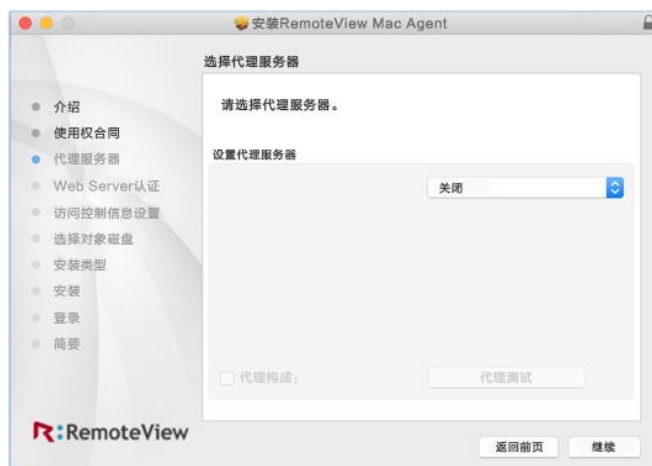 安装RemoteView Mac Agent
选择代理服务器
介绍
使用权合同
代理服务器
Web Server认证
访问控制信息设置
选择对象磁盘
安装类型
安装
登录
简要
请选择代理服务器。
设置代理服务器
关闭
代理构成：
代理测试
R:RemoteView
返回前页
继续